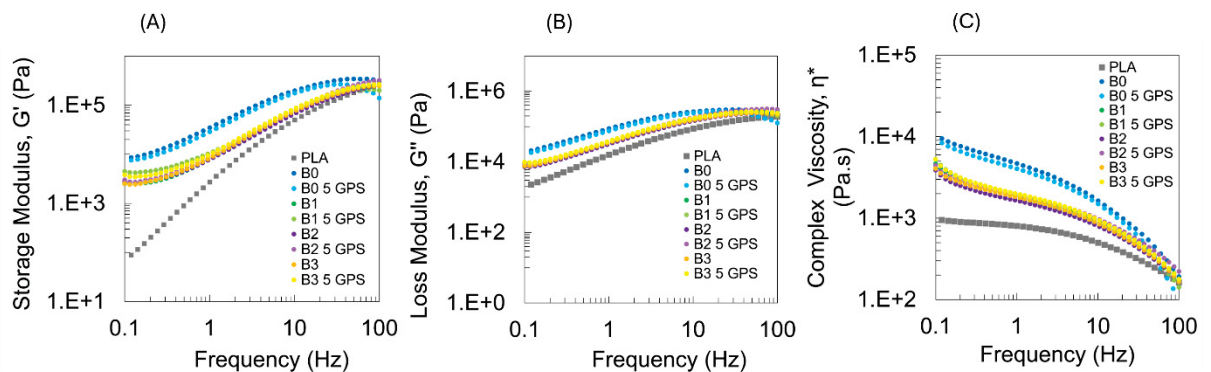 (A)
Storage Modulus, G' (Pa)
1.E+5
1.E+3
1.E+1
0.1
1
10
100
Frequency (Hz)
PLA
B0
B0 5 GPS
B1
B1 5 GPS
B2
B2 5 GPS
B3
B3 5 GPS
(B)
Loss Modulus, G" (Pa)
1.E+6
1.E+4
1.E+2
1.E+0
0.1
1
10
100
Frequency (Hz)
PLA
B0
B0 5 GPS
B1
B1 5 GPS
B2
B2 5 GPS
B3
B3 5 GPS
(C)
Complex Viscosity, η*
(Pa.s)
1.E+5
1.E+4
1.E+3
1.E+2
0.1
1
10
100
Frequency (Hz)
PLA
B0
B0 5 GPS
B1
B1 5 GPS
B2
B2 5 GPS
B3
B3 5 GPS